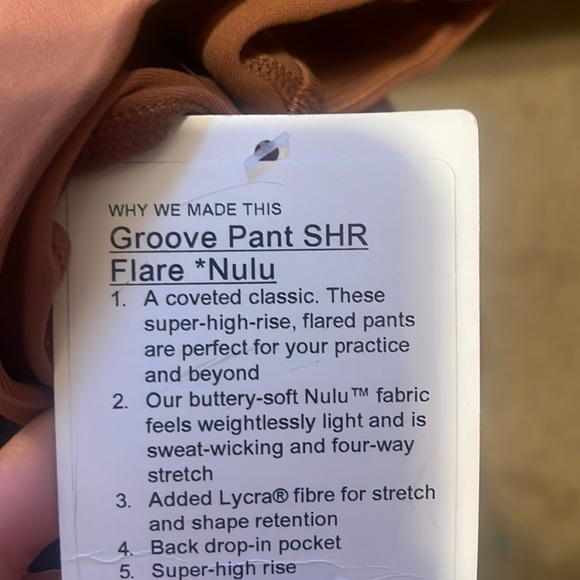 WHY WE MADE THIS
Groove Pant SHR
Flare *Nulu
1. A coveted classic. These
super-high-rise, flared pants
are perfect for your practice
and beyond
2. Our buttery-soft Nulu™ fabric
feels weightlessly light and is
sweat-wicking and four-way
stretch
3. Added Lycra® fibre for stretch
and shape retention
4. Back drop-in pocket
5. Super-high rise